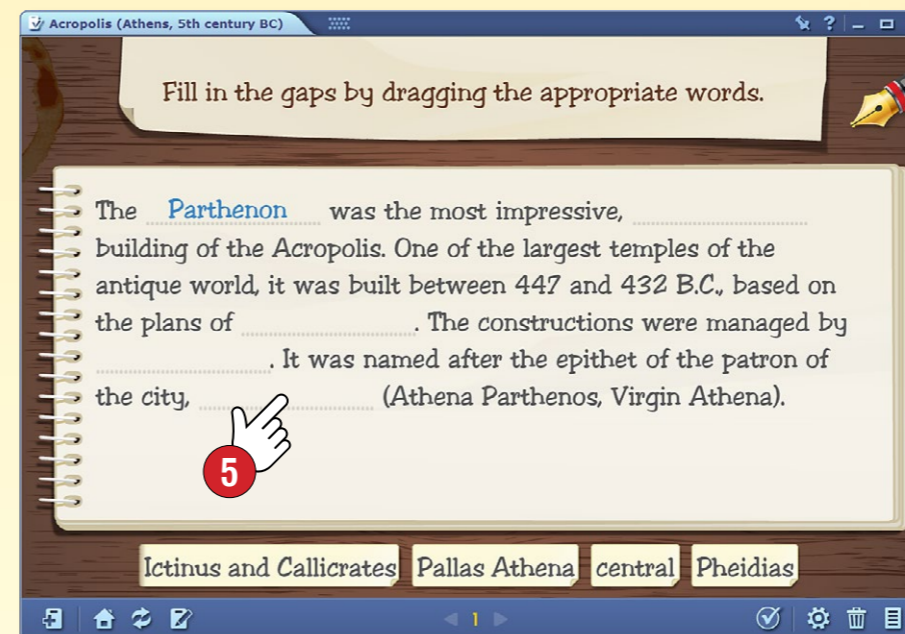 Acropolis (Athens, 5th century BC)
?
Fill in the gaps by dragging the appropriate words.
The Parthenon was the most impressive,
building of the Acropolis. One of the largest temples of the
antique world, it was built between 447 and 432 B.C., based on
the plans of . The constructions were managed by
. It was named after the epithet of the patron of
the city, (Athena Parthenos, Virgin Athena).
5
Ictinus and Callicrates Pallas Athena central Pheidias
1